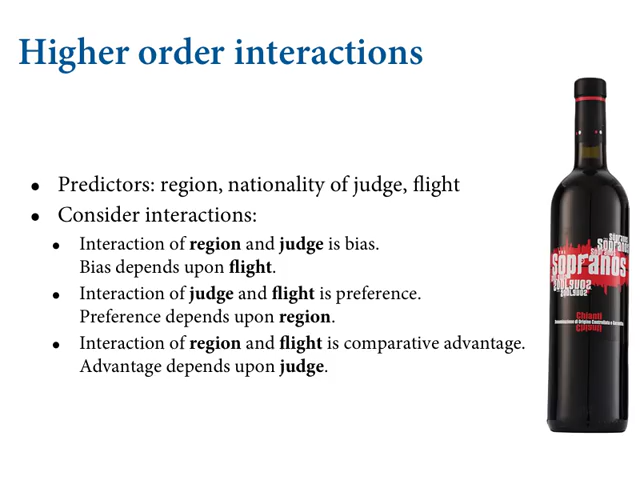 Higher order interactions
• Predictors: region, nationality of judge, flight
• Consider interactions:
• Interaction of region and judge is bias.
Bias depends upon flight.
• Interaction of judge and flight is preference.
Preference depends upon region.
• Interaction of region and flight is comparative advantage.
Advantage depends upon judge.
Sopranos
Sopranos
Chianti